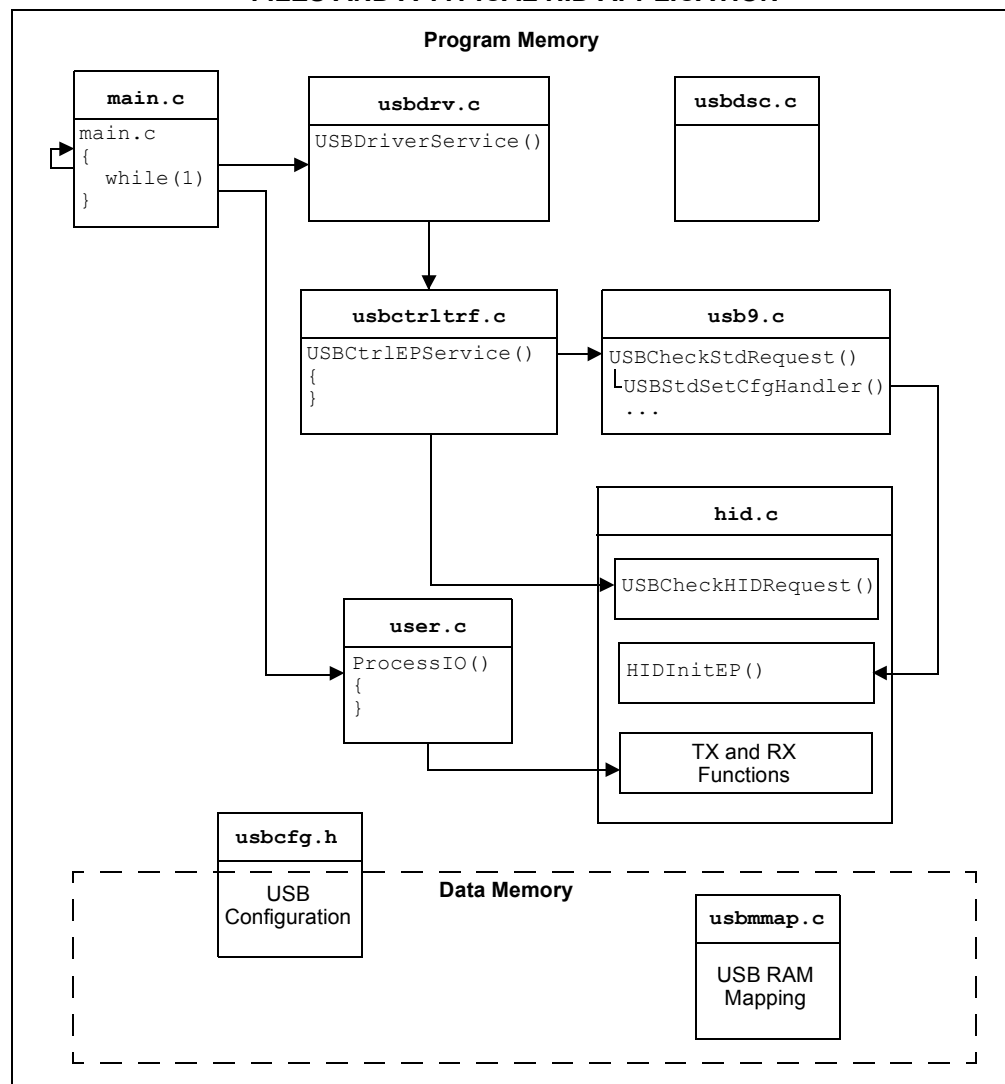 Program Memory
main.c
main.c
{
while(1)
}
usbdrv.c
USBDriverService()
usbdsc.c
usbctrltrf.c
USBCtrlEPService()
{
}
usb9.c
USBCheckStdRequest()
USBStdSetCfgHandler()
...
hid.c
USBCheckHIDRequest()
HIDInitEP()
TX and RX
Functions
user.c
ProcessIO()
{
}
usbcfg.h
USB
Configuration
Data Memory
usbmmap.c
USB RAM
Mapping